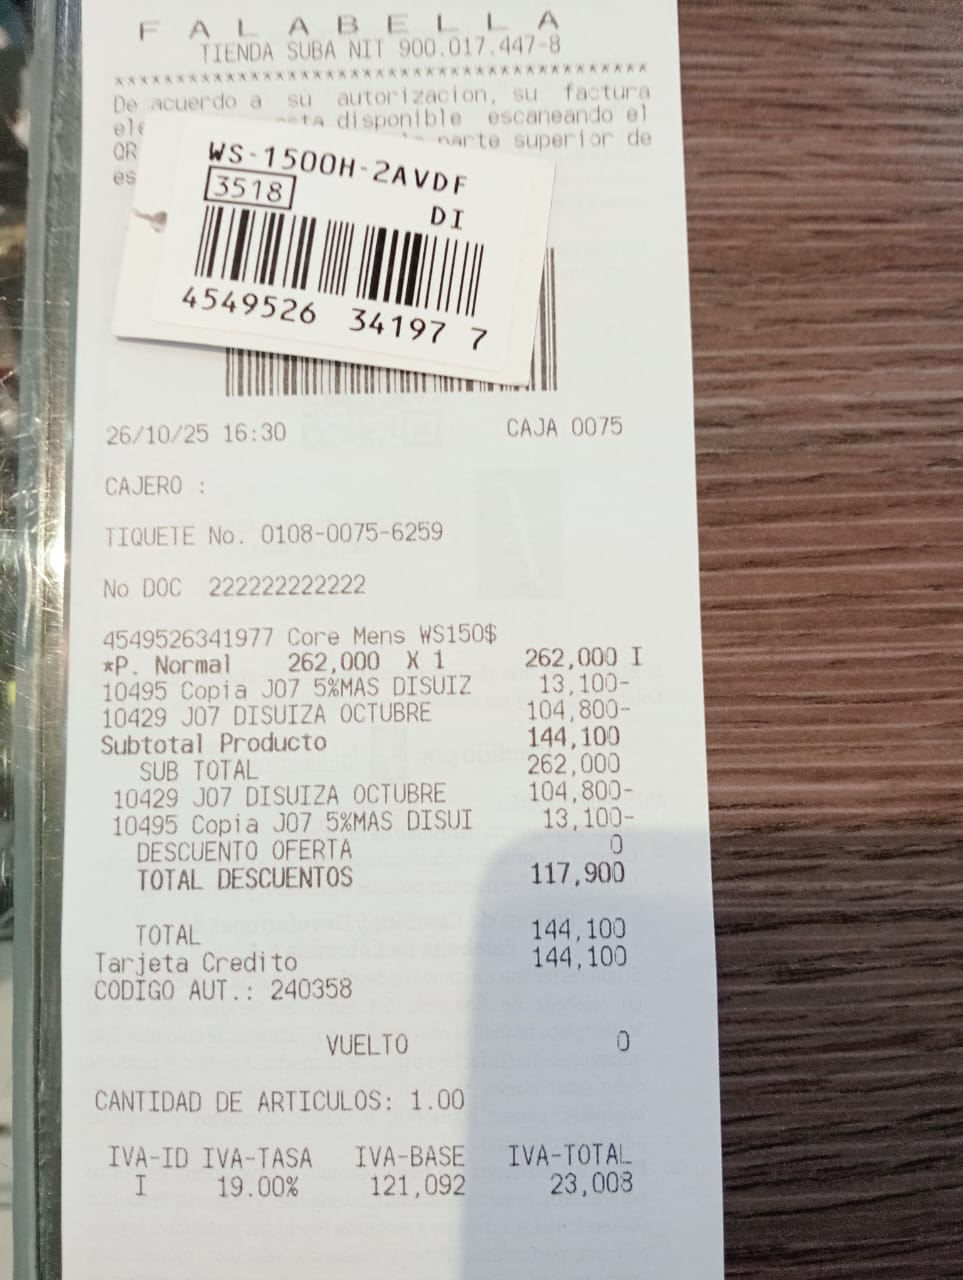 F A L A B E L L A
TIENDA SUBA NIT 900.017.447-8
******************************************
De acuerdo a su autorizacion, su factura
disponible escaneando el
QR parte superior de
es
WS-1500H-2AVDF
3518
DI
4549526 34197 7
26/10/25 16:30 CAJA 0075
CAJERO :
TIQUETE No. 0108-0075-6259
No DOC 222222222222
4549526341977 Core Mens WS150$
*P. Normal 262,000 X 1 262,000 I
10495 Copia J07 5%MAS DISUIZ 13,100-
10429 J07 DISUIZA OCTUBRE 104,800-
Subtotal Producto 144,100
SUB TOTAL 262,000
10429 J07 DISUIZA OCTUBRE 104,800-
10495 Copia J07 5%MAS DISUI 13,100-
DESCUENTO OFERTA 0
TOTAL DESCUENTOS 117,900
TOTAL 144,100
Tarjeta Credito 144,100
CODIGO AUT.: 240358
VUELTO 0
CANTIDAD DE ARTICULOS: 1.00
IVA-ID IVA-TASA IVA-BASE IVA-TOTAL
I 19.00% 121,092 23,008